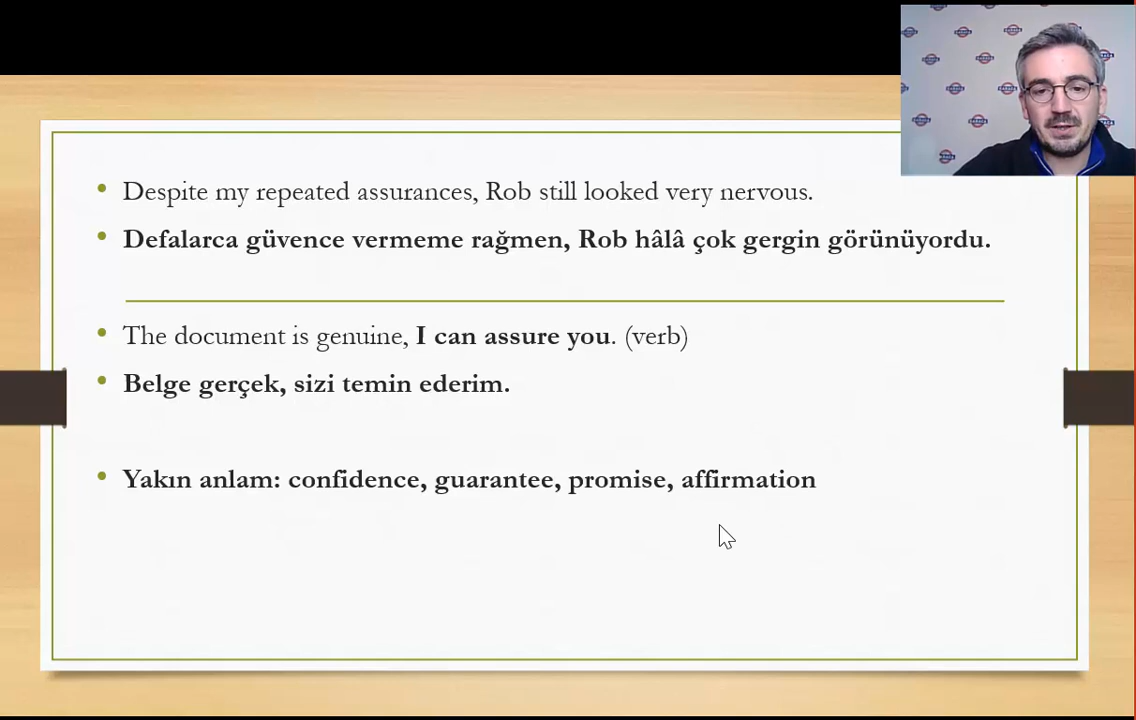 Despite my repeated assurances, Rob still looked very nervous.
Defalarca güvence vermeme rağmen, Rob hâlâ çok gergin görünüyordu.
The document is genuine, I can assure you. (verb)
Belge gerçek, sizi temin ederim.
Yakın anlam: confidence, guarantee, promise, affirmation